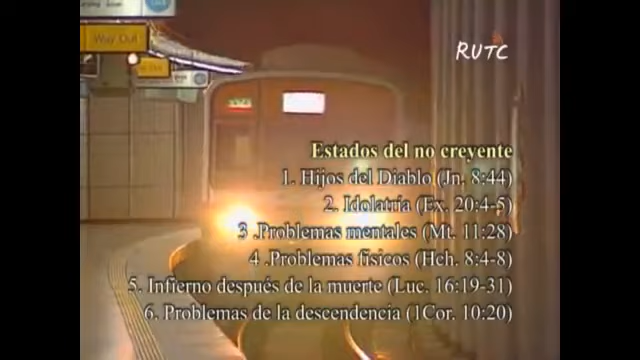 Way Out
RUTC
Estados del no creyente
1. Hijos del Diablo (Jn. 8:44)
2. Idolatría (Ex. 20:4-5)
3 .Problemas mentales (Mt. 11:28)
4 .Problemas físicos (Hch. 8:4-8)
5. Infierno después de la muerte (Luc. 16:19-31)
6. Problemas de la descendencia (1Cor. 10:20)